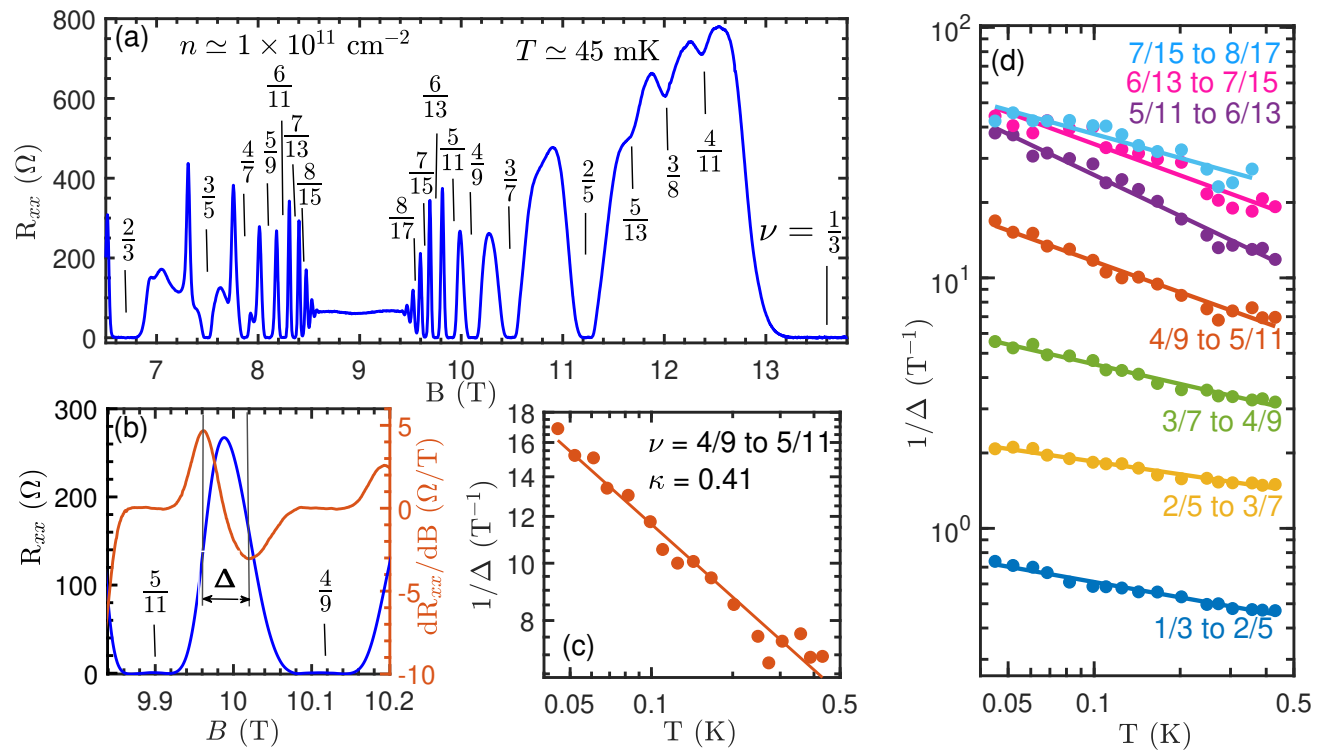 (a)
n ≃ 1 × 10¹¹ cm⁻²
T ≃ 45 mK
R_xx (Ω)
800
600
400
200
0
2/3
3/5
4/7
5/9
6/11
7/13
8/15
8/17
7/15
6/13
5/11
4/9
3/7
2/5
5/13
3/8
4/11
ν = 1/3
7
8
9
10
11
12
13
B (T)
(b)
R_xx (Ω)
300
200
100
0
5/11
Δ
4/9
5
0
-5
-10
dR_xx/dB (Ω/T)
9.9
10
10.1
10.2
B (T)
(c)
ν = 4/9 to 5/11
κ = 0.41
1/Δ (T⁻¹)
18
16
14
12
10
8
0.05
0.1
0.5
T (K)
(d)
7/15 to 8/17
6/13 to 7/15
5/11 to 6/13
4/9 to 5/11
3/7 to 4/9
2/5 to 3/7
1/3 to 2/5
1/Δ (T⁻¹)
10²
10¹
10⁰
0.05
0.1
0.5
T (K)